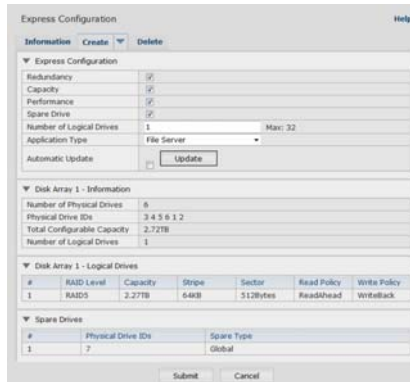 Express Configuration Help
Information Create Delete
Express Configuration
Redundancy
Capacity
Performance
Spare Drive
Number of Logical Drives 1 Max: 32
Application Type File Server
Automatic Update Update
Disk Array 1 - Information
Number of Physical Drives 6
Physical Drive IDs 3 4 5 6 1 2
Total Configurable Capacity 2.72TB
Number of Logical Drives 1
Disk Array 1 - Logical Drives
# RAID Level Capacity Stripe Sector Read Policy Write Policy
1 RAID5 2.27TB 64KB 512Bytes ReadAhead WriteBack
Spare Drives
# Physical Drive IDs Spare Type
1 7 Global
Submit Cancel